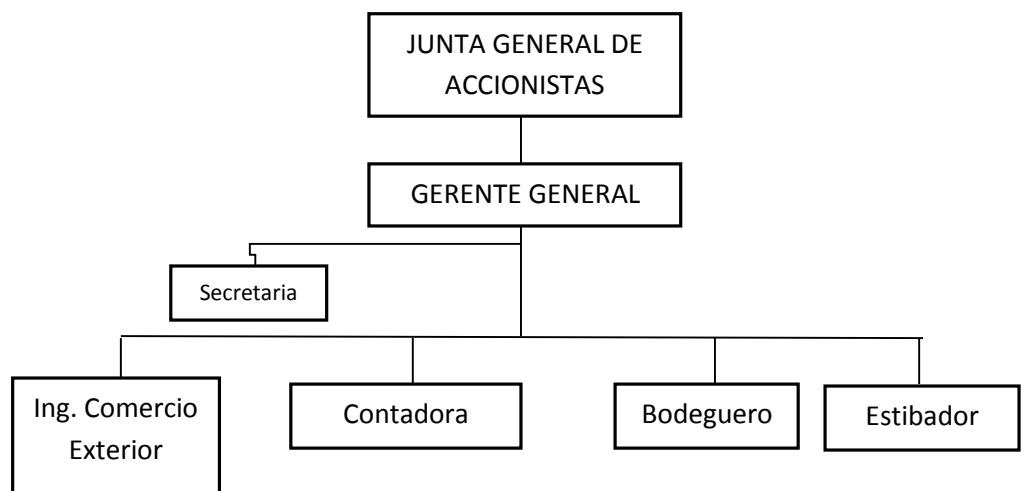 JUNTA GENERAL DE
ACCIONISTAS
GERENTE GENERAL
Secretaria
Ing. Comercio
Exterior
Contadora
Bodeguero
Estibador